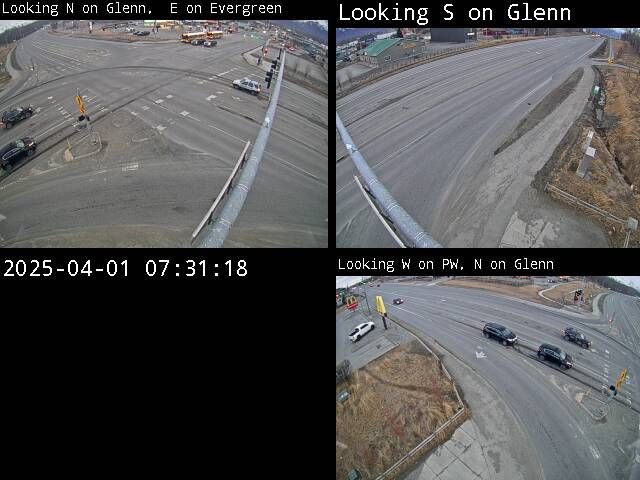 Looking N on Glenn,  E on Evergreen
Looking S on Glenn
2025-04-01 07:31:18
Looking W on PW, N on Glenn